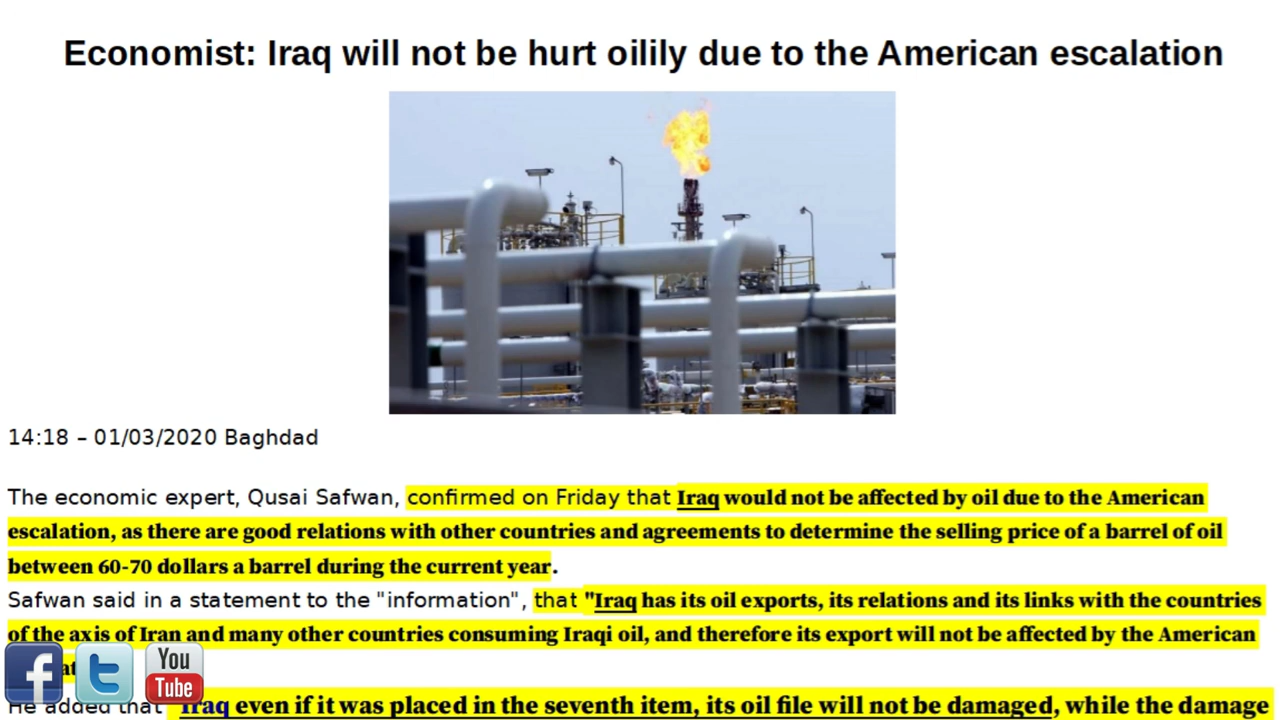 Economist: Iraq will not be hurt oilily due to the American escalation
14:18 – 01/03/2020 Baghdad
The economic expert, Qusai Safwan, confirmed on Friday that Iraq would not be affected by oil due to the American
escalation, as there are good relations with other countries and agreements to determine the selling price of a barrel of oil
between 60-70 dollars a barrel during the current year.
Safwan said in a statement to the "information", that "Iraq has its oil exports, its relations and its links with the countries
of the axis of Iran and many other countries consuming Iraqi oil, and therefore its export will not be affected by the American
He added that "Iraq even if it was placed in the seventh item, its oil file will not be damaged, while the damage
You
Tube